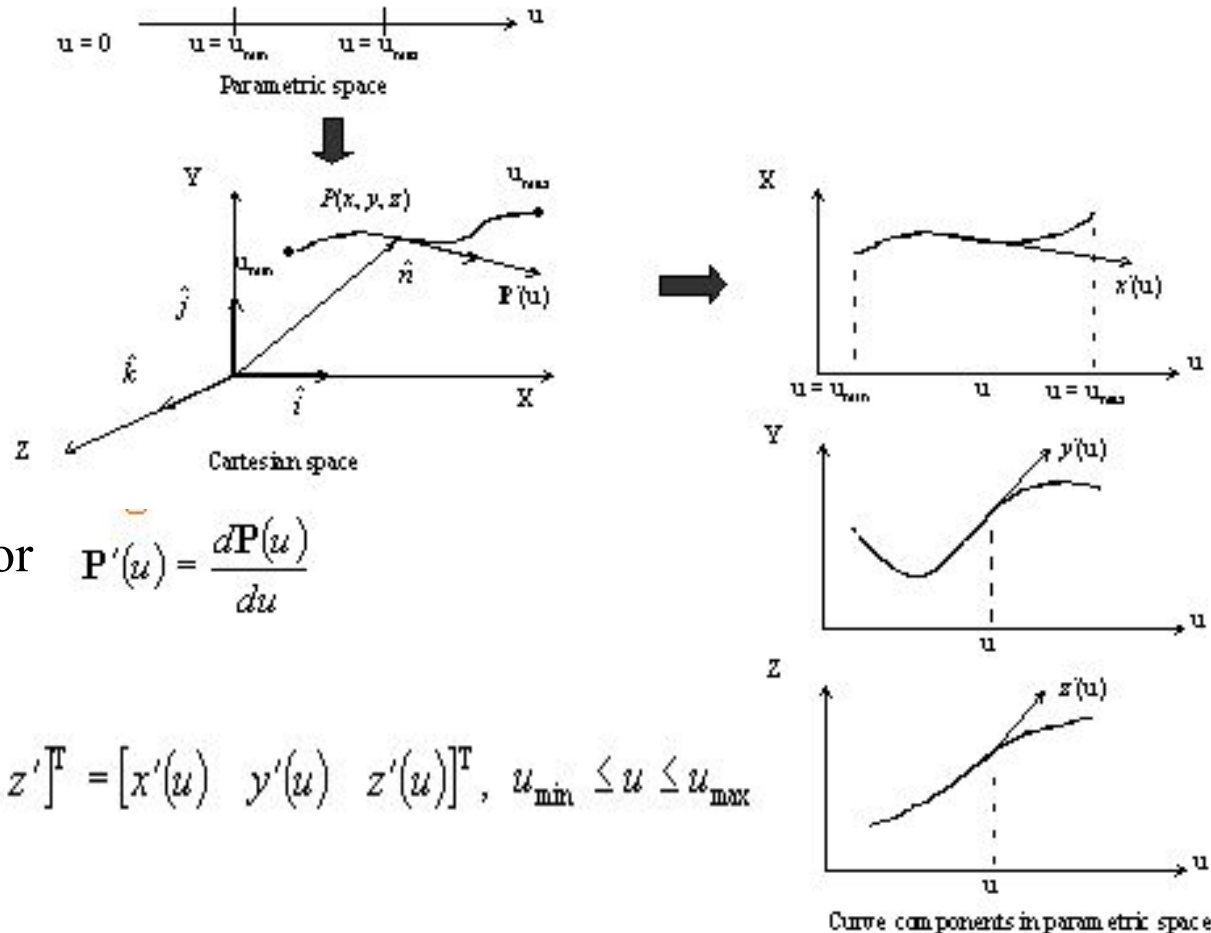 u
u = 0
u = u_min
u = u_max
Parametric space
Y
P(x, y, z)
u_max
u_min
n̂
P'(u)
ĵ
k̂
î
X
Z
Cartesian space
or P'(u) = dP(u)/du
z']ᵀ = [x'(u) y'(u) z'(u)]ᵀ, u_min ≤ u ≤ u_max
X
x'(u)
u
u = u_min u u = u_max
Y
y'(u)
u
u
Z
z'(u)
u
u
Curve components in parametric space